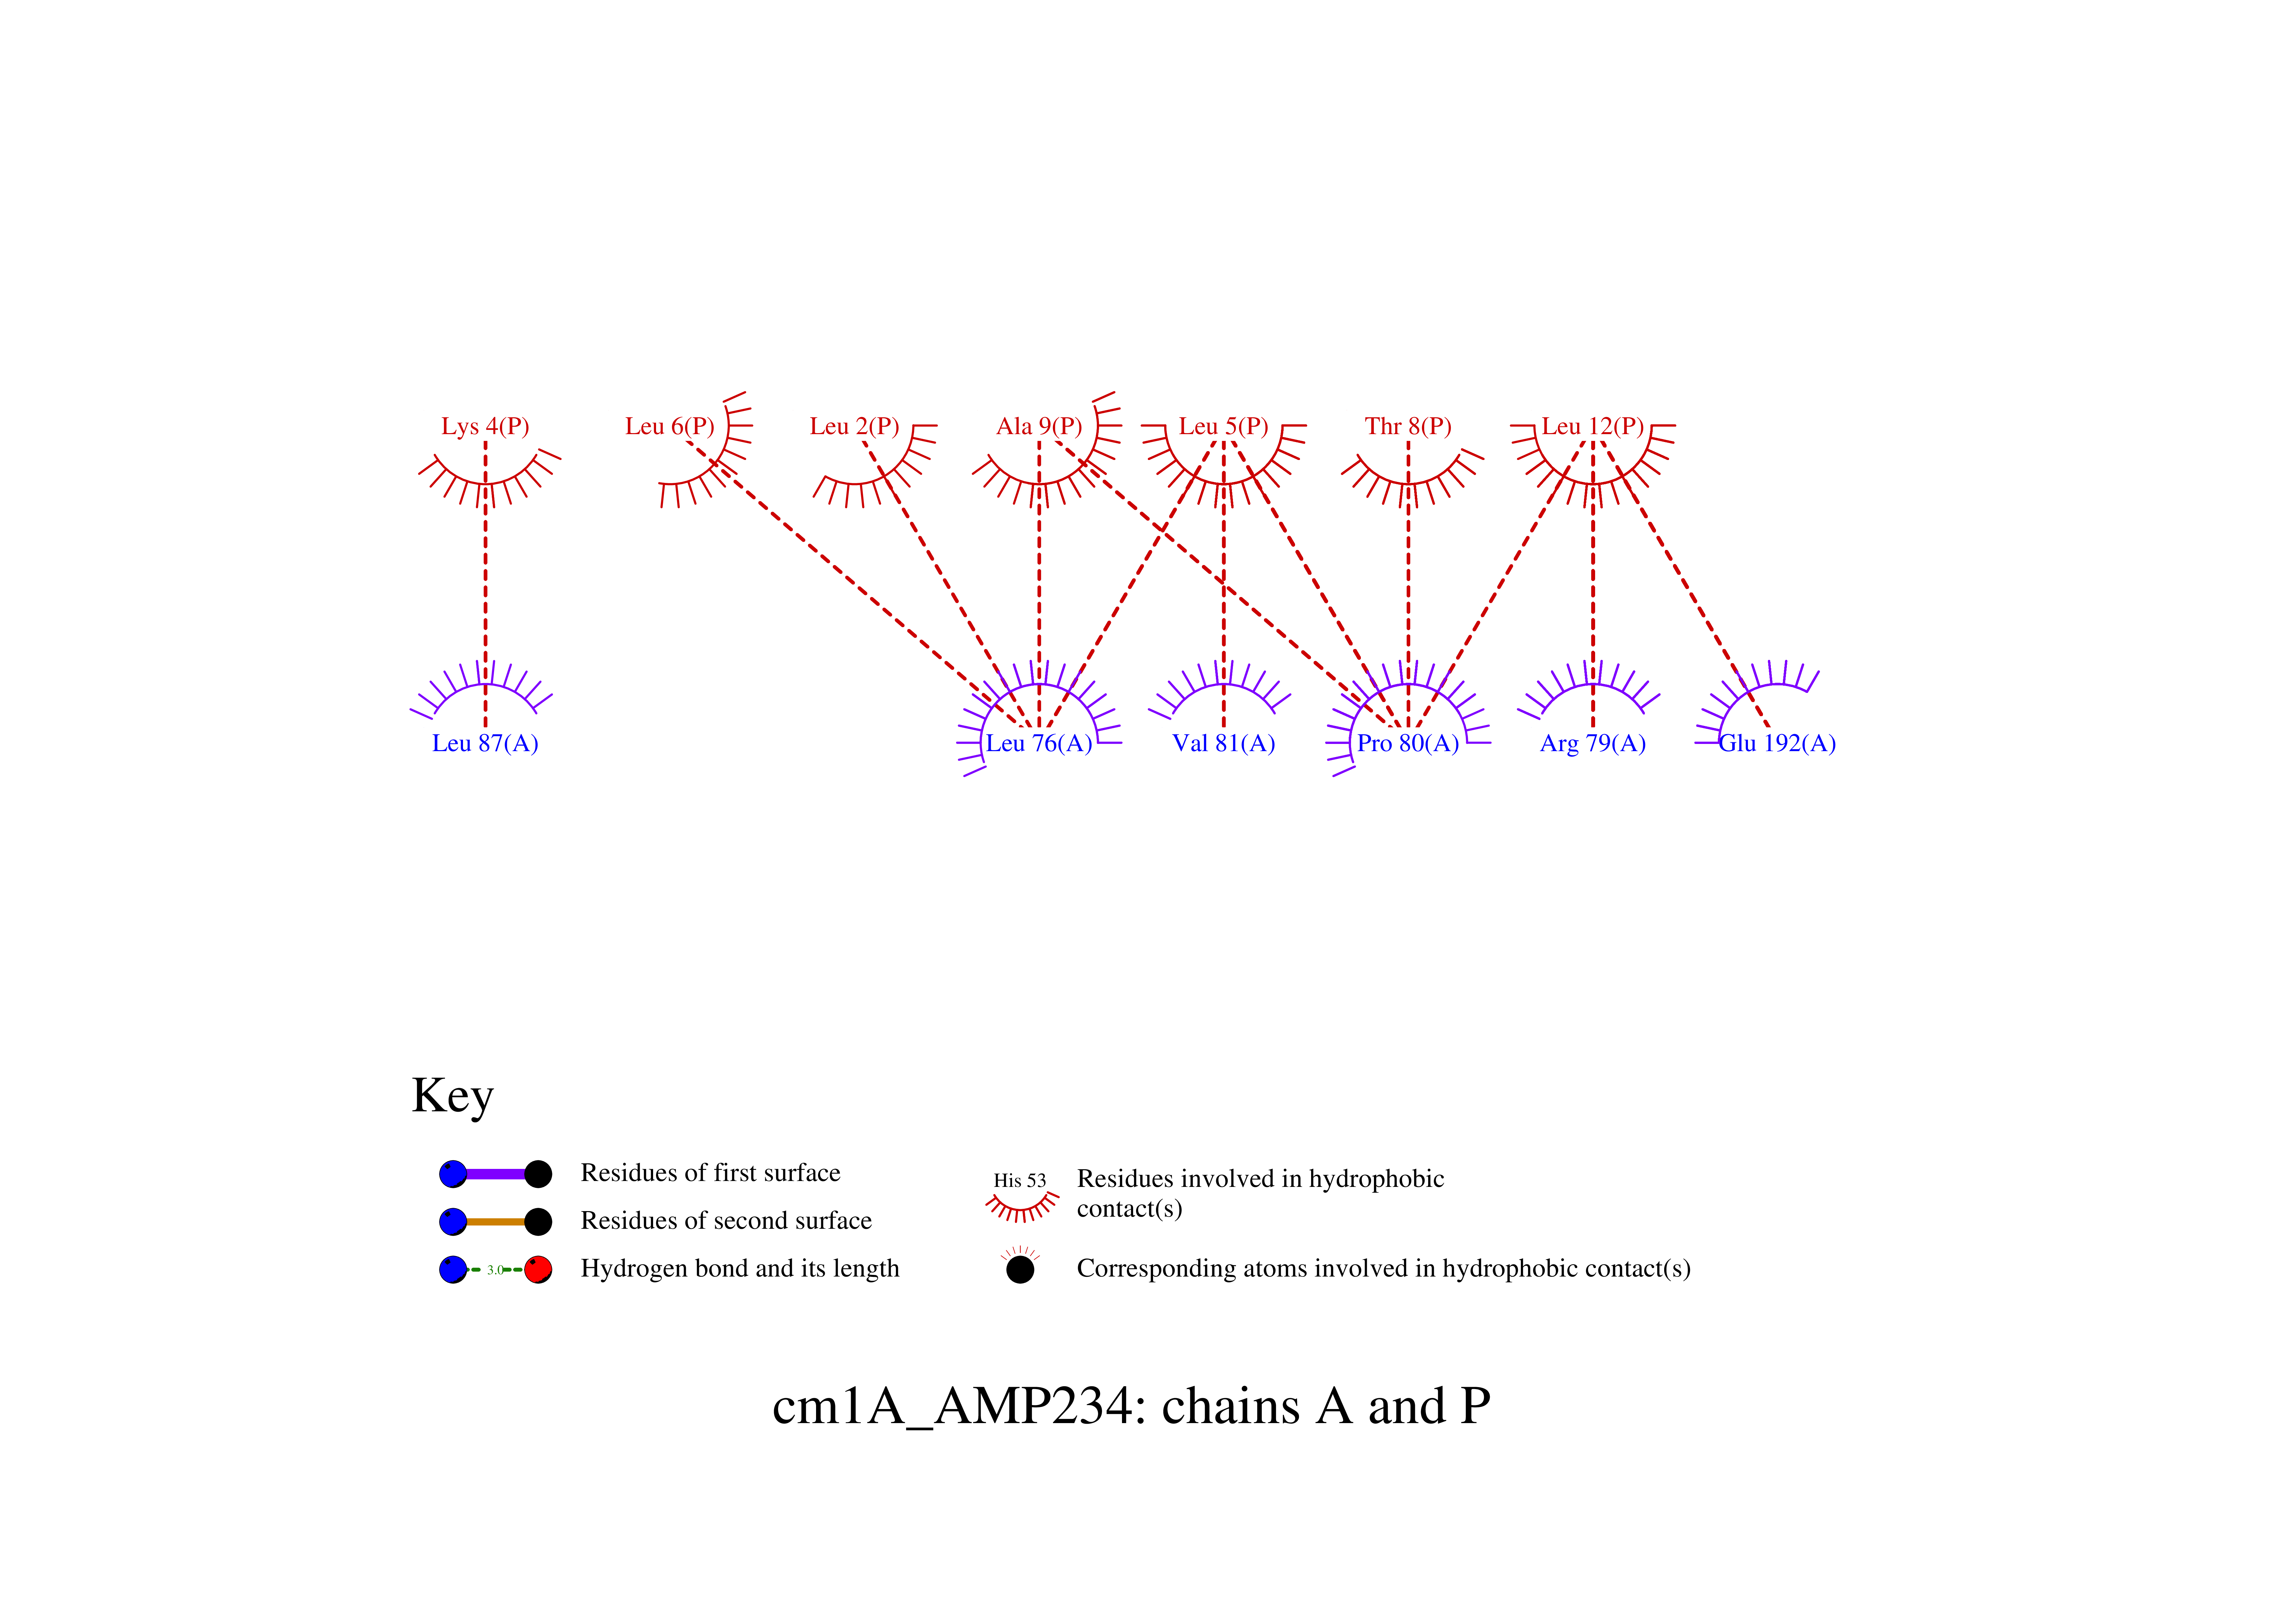 Lys 4(P) Leu 6(P) Leu 2(P) Ala 9(P) Leu 5(P) Thr 8(P) Leu 12(P)
Leu 87(A) Leu 76(A) Val 81(A) Pro 80(A) Arg 79(A) Glu 192(A)
Key
Residues of first surface
Residues of second surface
3.0 Hydrogen bond and its length
His 53 Residues involved in hydrophobic
contact(s)
Corresponding atoms involved in hydrophobic contact(s)
cm1A_AMP234: chains A and P